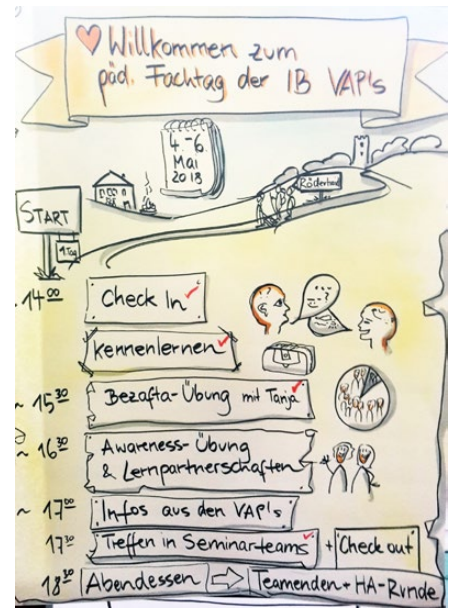 Willkommen zum
päd. Fachtag der IB VAP's
4.-6.
Mai
2018
START
1. Tag
14⁰⁰
Check In
Kennenlernen
~ 15³⁰
Bezafta-Übung mit Tanja
~ 16³⁰
Awareness-Übung
& Lernpartnerschaften
~ 17⁰⁰
Infos aus den VAP's
17³⁰
Treffen in Seminarteams + Check out
18³⁰
Abendessen
Teamenden + HA-Runde